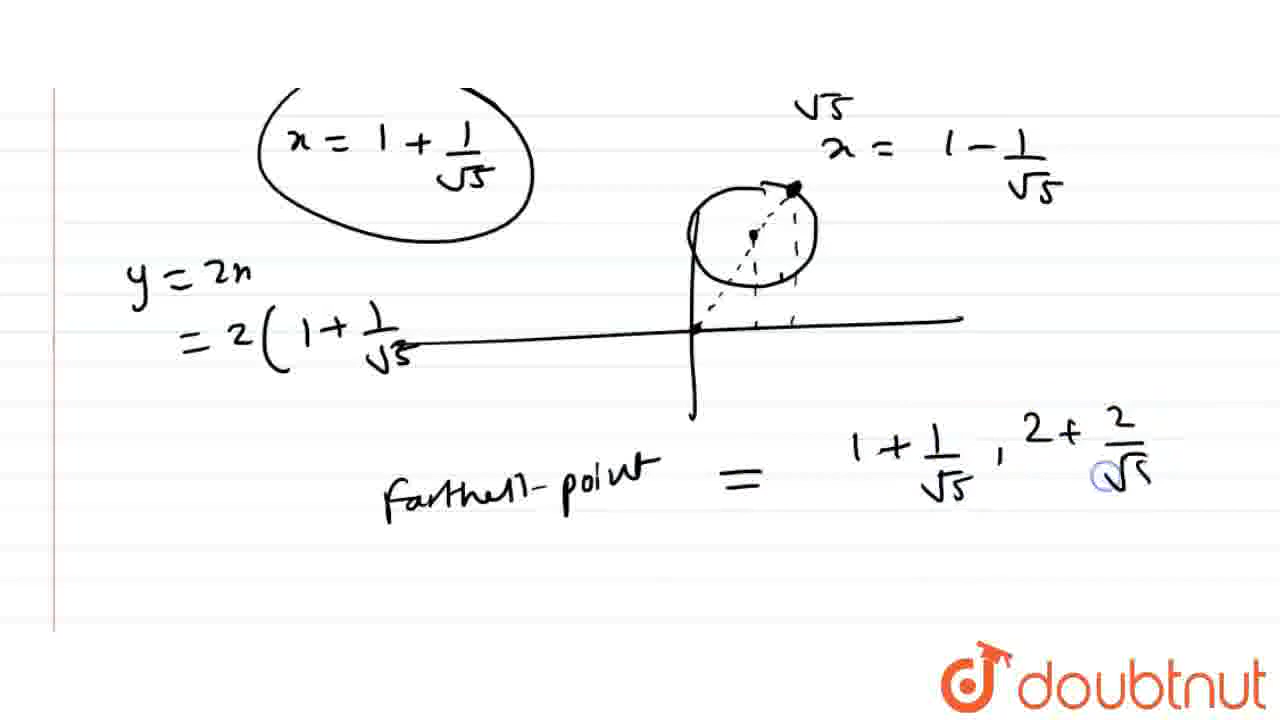 x = 1 + 1/√5
√5
x = 1 - 1/√5
y = 2x
= 2 ( 1 + 1/√5
Farthest point = 1 + 1/√5 , 2 + 2/√5
doubtnut